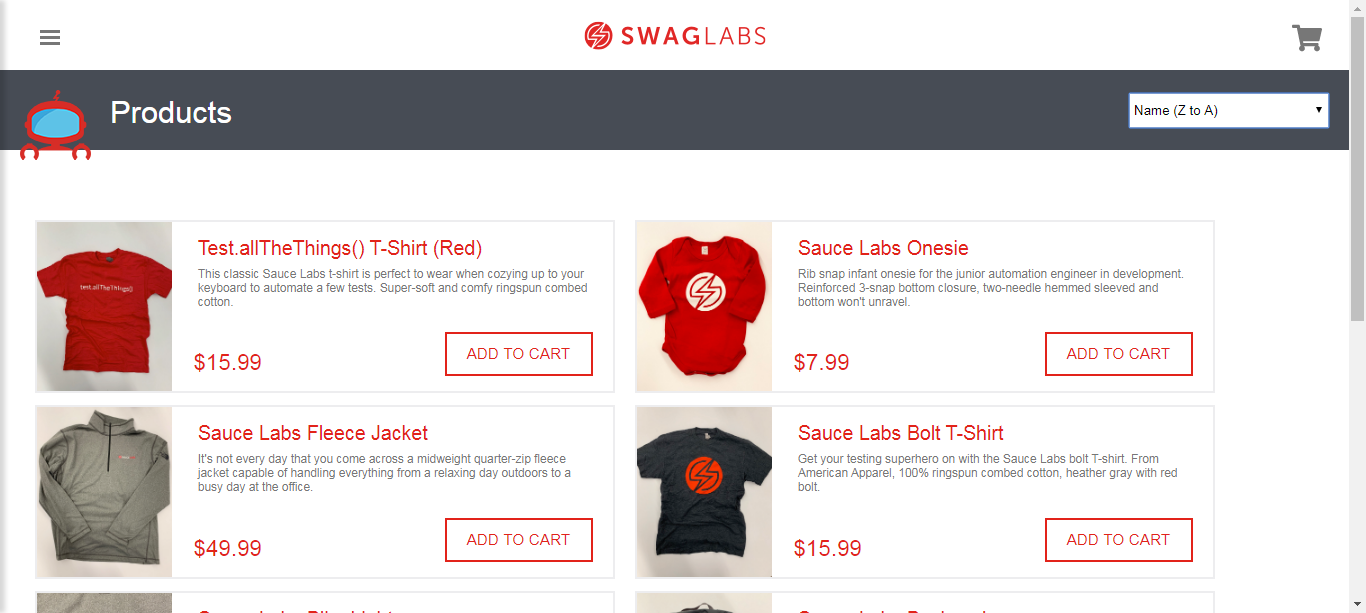 SWAGLABS
Products
Name (Z to A)
test.allTheThings()
Test.allTheThings() T-Shirt (Red)
This classic Sauce Labs t-shirt is perfect to wear when cozying up to your
keyboard to automate a few tests. Super-soft and comfy ringspun combed
cotton.
$15.99
ADD TO CART
Sauce Labs Onesie
Rib snap infant onesie for the junior automation engineer in development.
Reinforced 3-snap bottom closure, two-needle hemmed sleeved and
bottom won't unravel.
$7.99
ADD TO CART
Sauce Labs Fleece Jacket
It's not every day that you come across a midweight quarter-zip fleece
jacket capable of handling everything from a relaxing day outdoors to a
busy day at the office.
$49.99
ADD TO CART
Sauce Labs Bolt T-Shirt
Get your testing superhero on with the Sauce Labs bolt T-shirt. From
American Apparel, 100% ringspun combed cotton, heather gray with red
bolt.
$15.99
ADD TO CART